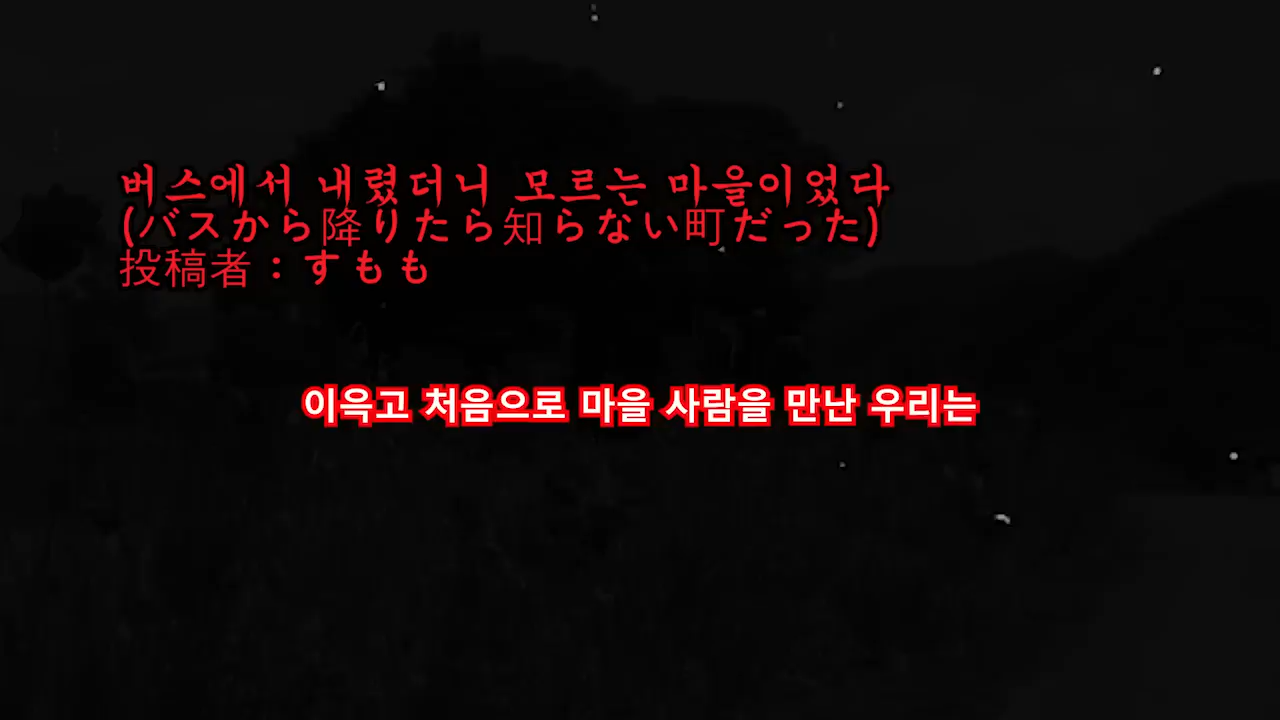 버스에서 내렸더니 모르는 마을이었다
(バスから降りたら知らない町だった)
投稿者：すもも
이윽고 처음으로 마을 사람을 만난 우리는